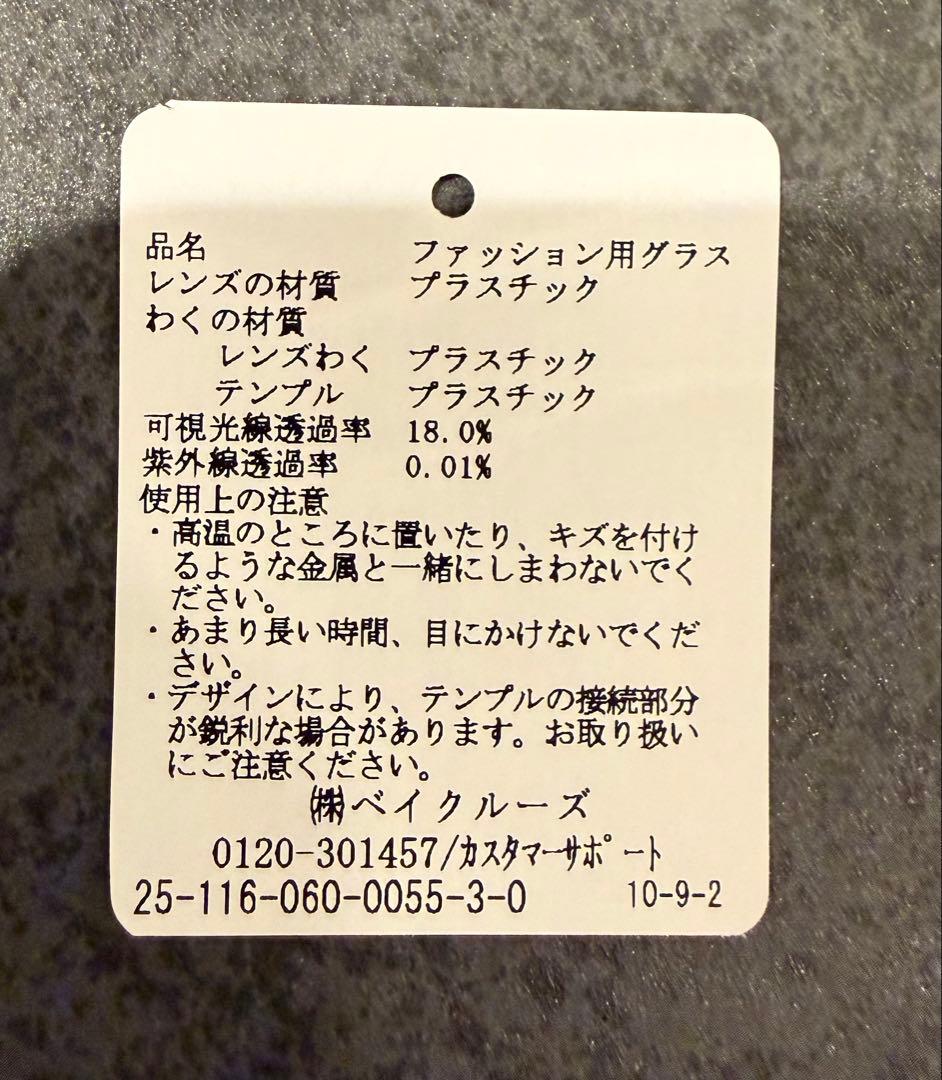 品名 ファッション用グラス
レンズの材質 プラスチック
わくの材質
レンズわく プラスチック
テンプル プラスチック
可視光線透過率 18.0%
紫外線透過率 0.01%
使用上の注意
・高温のところに置いたり、キズを付け
るような金属と一緒にしまわないでく
ださい。
・あまり長い時間、目にかけないでくだ
さい。
・デザインにより、テンプルの接続部分
が鋭利な場合があります。お取り扱い
にご注意ください。
㈱ベイクルーズ
0120-301457/ｶｽﾀﾏｰｻﾎﾟｰﾄ
25-116-060-0055-3-0 10-9-2